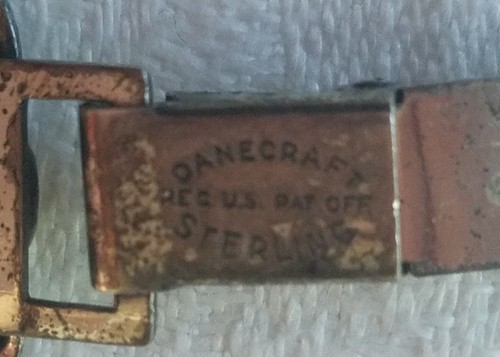 DANECRAFT
REG U.S. PAT OFF
STERLING